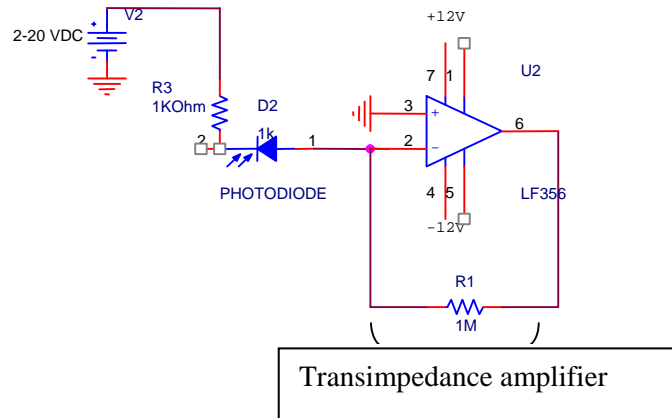 +12V
V2
2-20 VDC
+
-
7
1
U2
R3
1KOhm
D2
1k
3
+
6
2
1
2
-
PHOTODIODE
4
5
LF356
-12V
R1
1M
Transimpedance amplifier